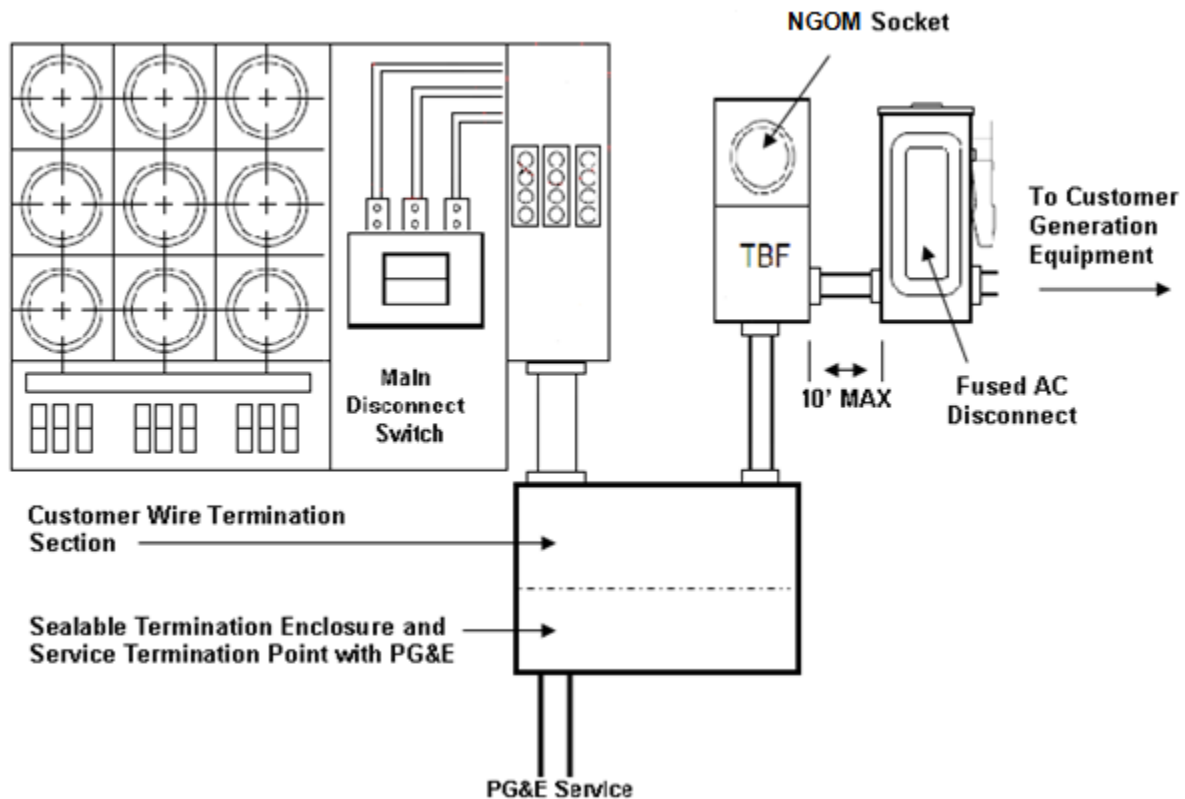 NGOM Socket
TBF
To Customer
Generation
Equipment
10' MAX
Fused AC
Disconnect
Main
Disconnect
Switch
Customer Wire Termination
Section
Sealable Termination Enclosure and
Service Termination Point with PG&E
PG&E Service